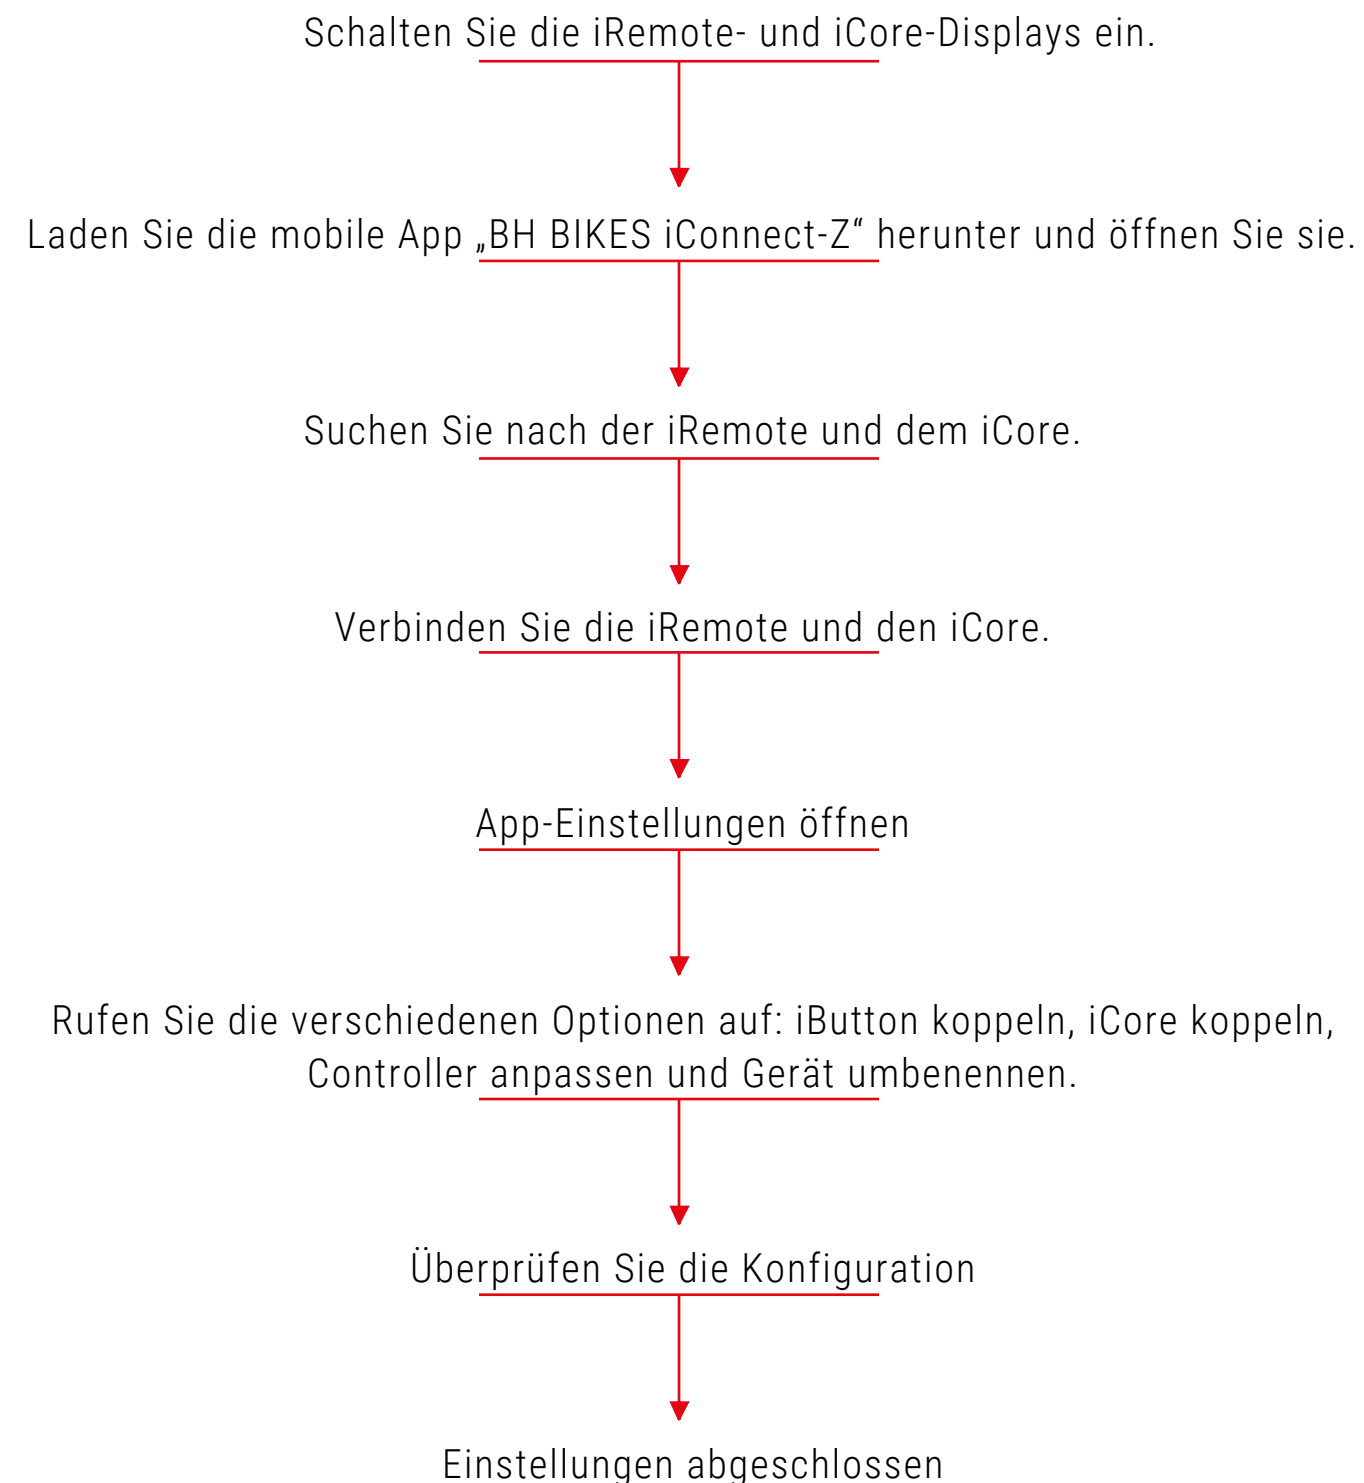 Schalten Sie die iRemote- und iCore-Displays ein.
Laden Sie die mobile App „BH BIKES iConnect-Z“ herunter und öffnen Sie sie.
Suchen Sie nach der iRemote und dem iCore.
Verbinden Sie die iRemote und den iCore.
App-Einstellungen öffnen
Rufen Sie die verschiedenen Optionen auf: iButton koppeln, iCore koppeln,
Controller anpassen und Gerät umbenennen.
Überprüfen Sie die Konfiguration
Einstellungen abgeschlossen